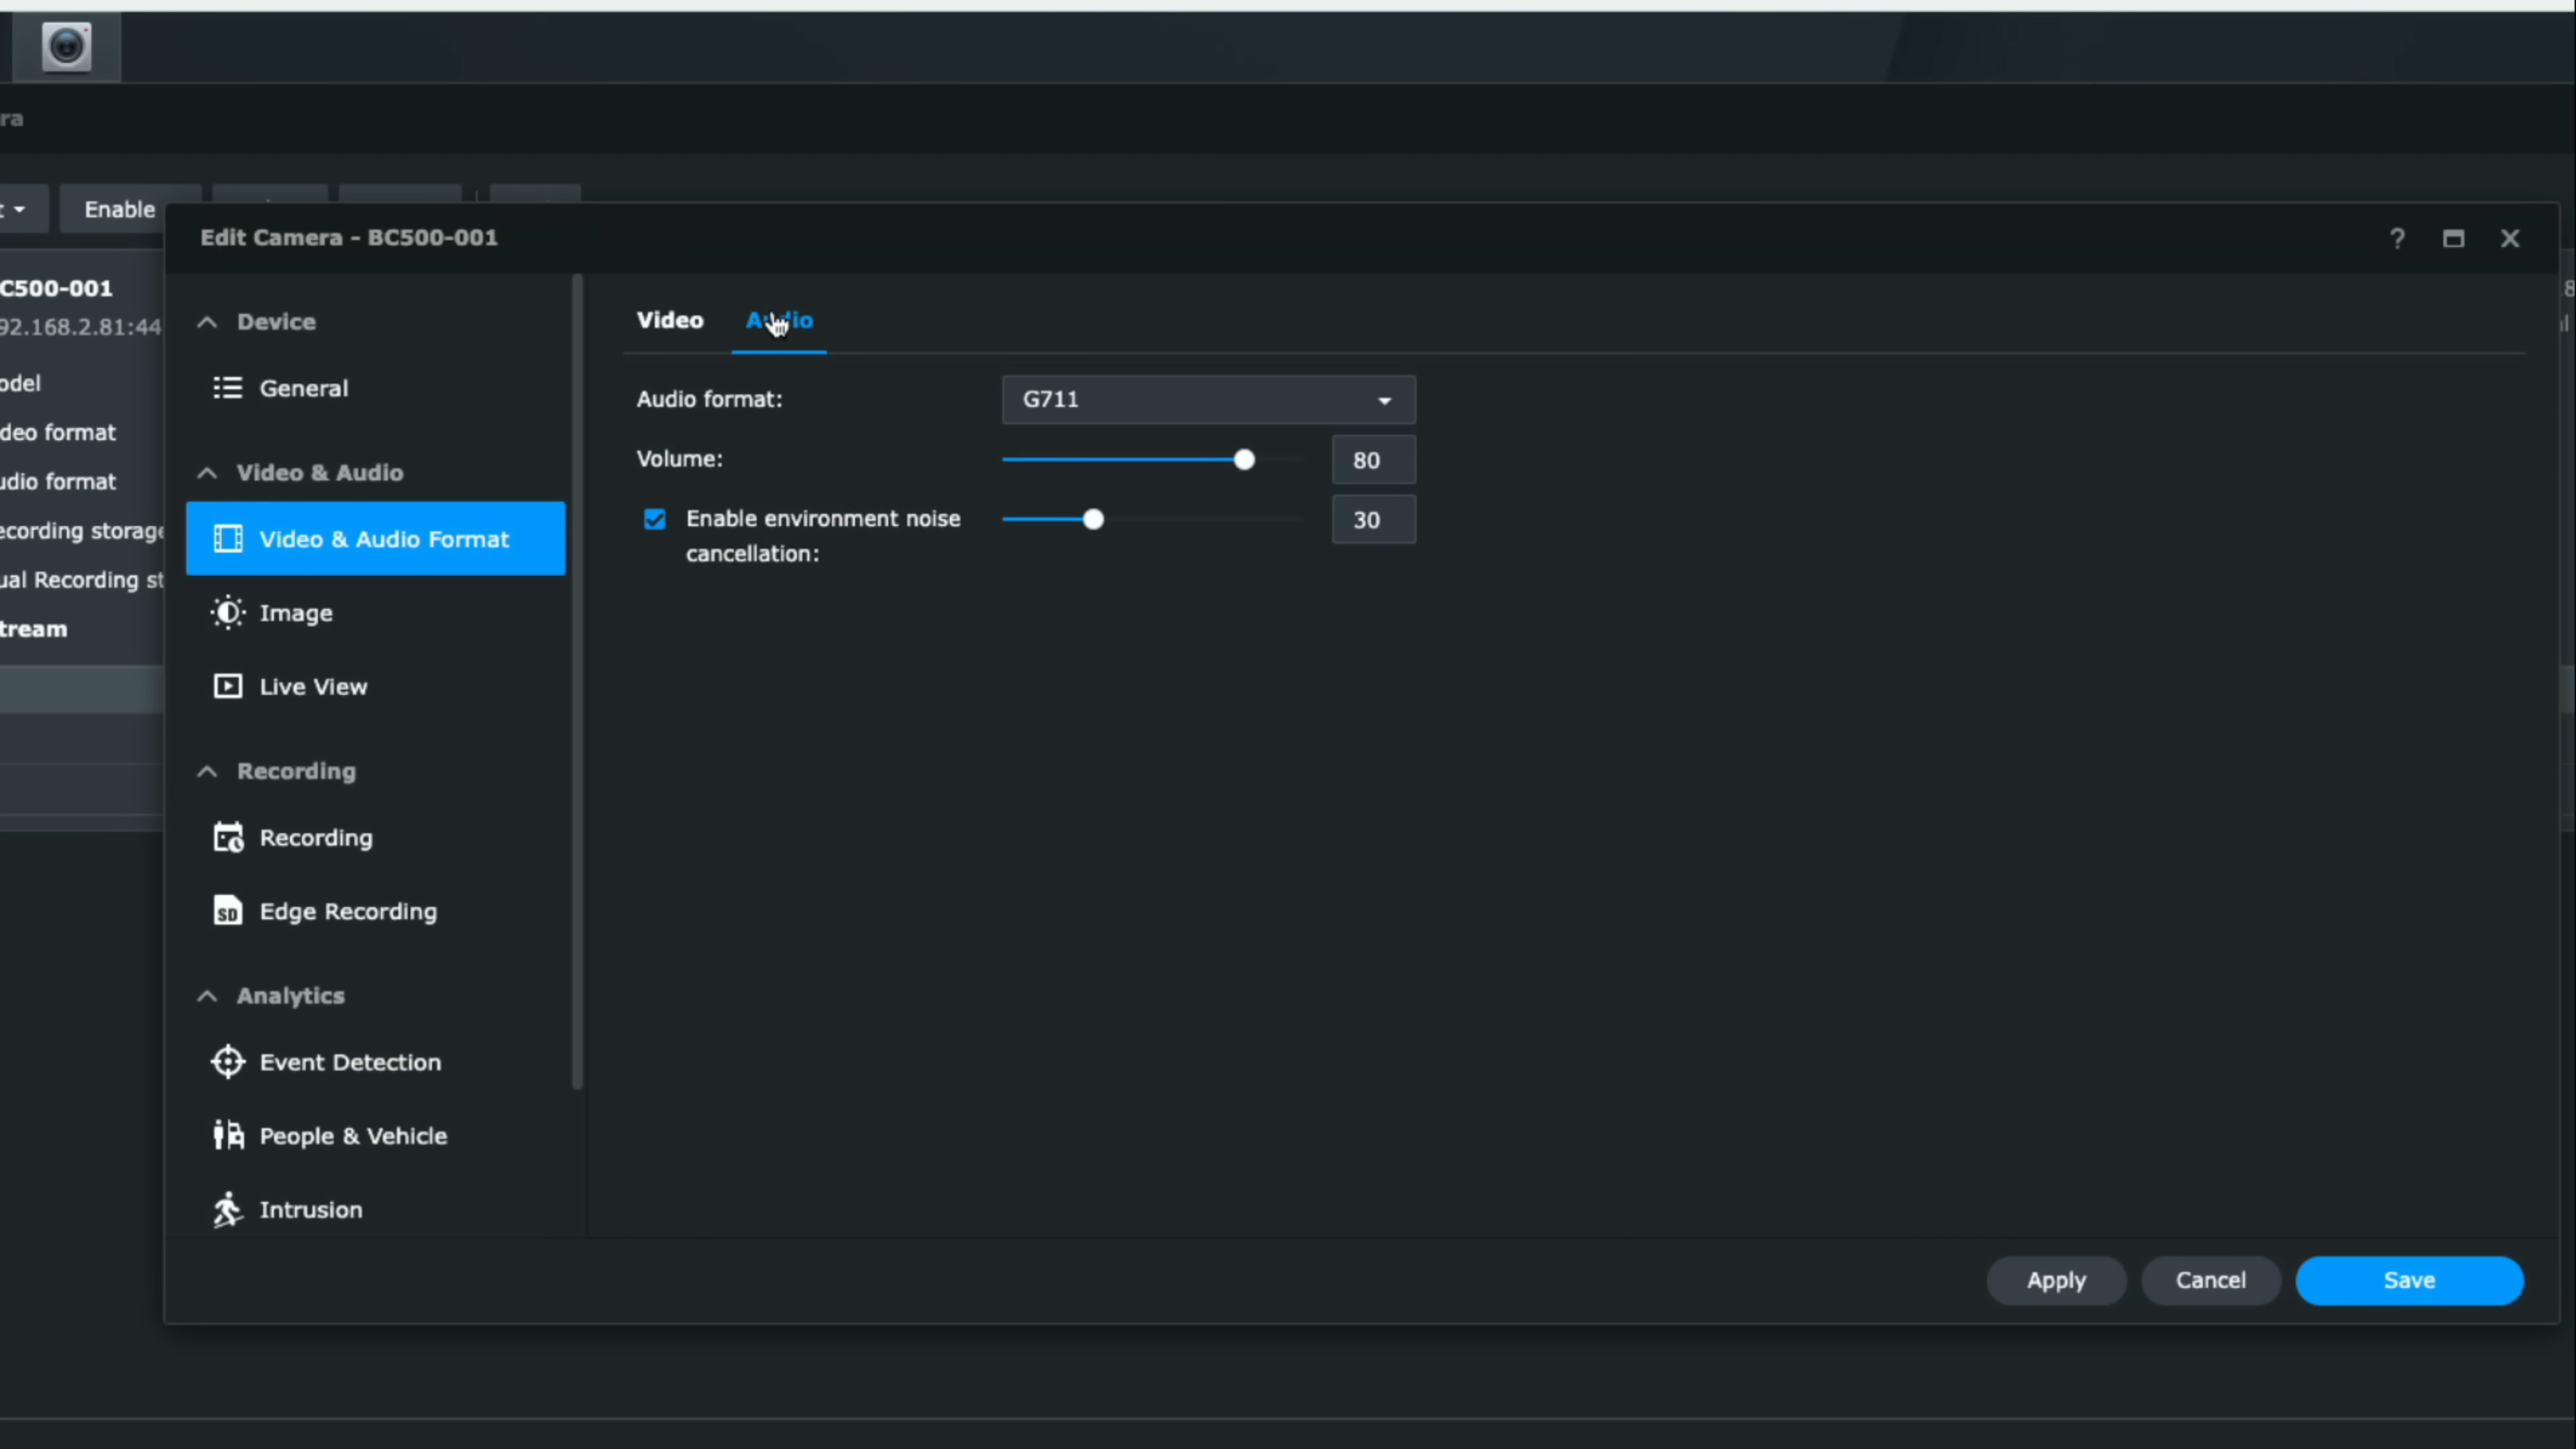 ra
Enable
Edit Camera - BC500-001
?
C500-001
92.168.2.81:44
odel
deo format
udio format
ecording storage
ual Recording st
tream
Device
General
Video & Audio
Video & Audio Format
Image
Live View
Recording
Recording
SD
Edge Recording
Analytics
Event Detection
People & Vehicle
Intrusion
Video
Audio
Audio format:
G711
Volume:
80
Enable environment noise
cancellation:
30
Apply
Cancel
Save